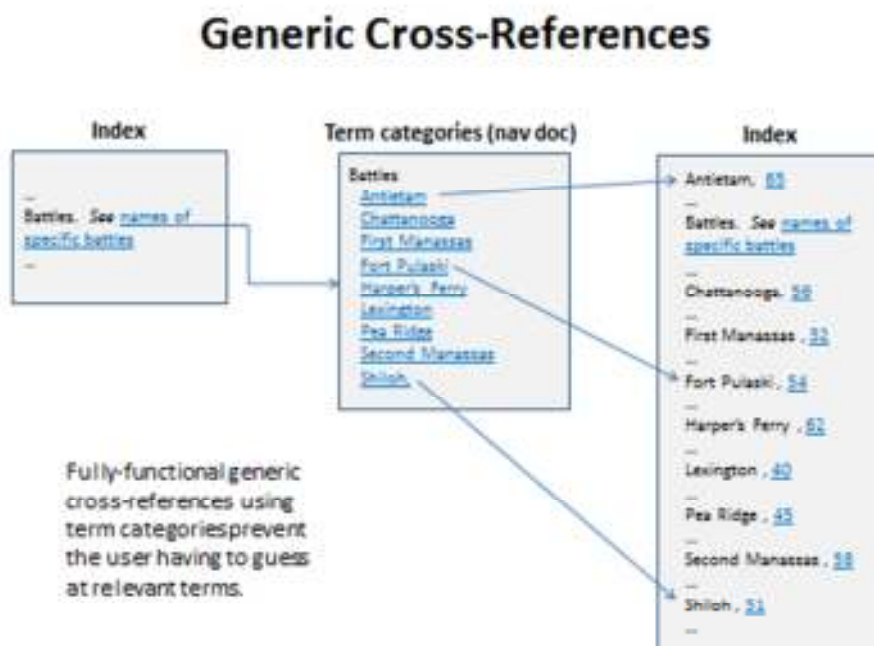 Generic Cross-References
Index
...
Battles. See names of
specific battles
...
Term categories (nav doc)
Battles
Antietam
Chattanooga
First Manassas
Fort Pulaski
Harper's Ferry
Lexington
Pea Ridge
Second Manassas
Shiloh
Index
Antietam, 65
...
Battles. See names of
specific battles
...
Chattanooga, 56
...
First Manassas , 32
...
Fort Pulaski , 54
...
Harper's Ferry , 62
...
Lexington , 40
...
Pea Ridge , 45
...
Second Manassas , 58
...
Shiloh , 51
...
Fully-functional generic
cross-references using
term categories prevent
the user having to guess
at relevant terms.